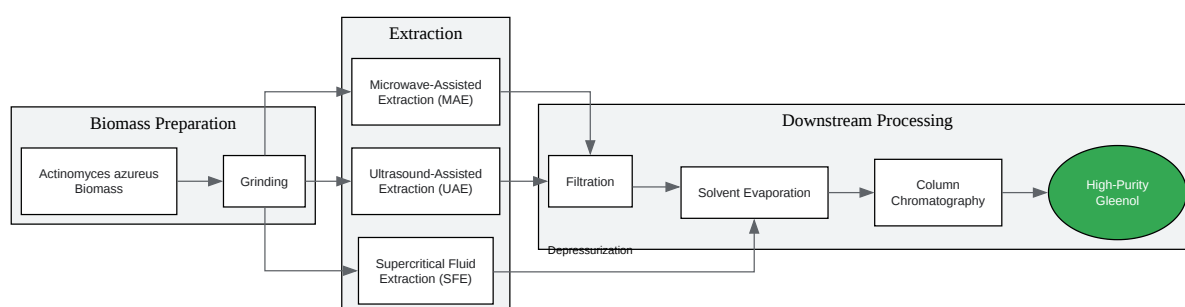 Biomass Preparation
Actinomyces azureus
Biomass
Grinding
Extraction
Microwave-Assisted
Extraction (MAE)
Ultrasound-Assisted
Extraction (UAE)
Supercritical Fluid
Extraction (SFE)
Downstream Processing
Filtration
Depressurization
Solvent Evaporation
Column
Chromatography
High-Purity
Gleenol